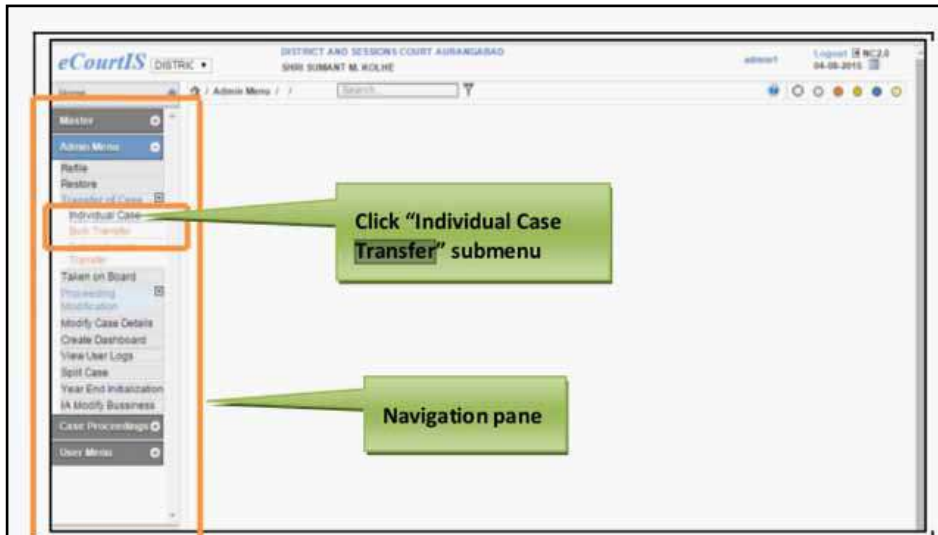 eCourtIS DISTRIC
DISTRICT AND SESSIONS COURT AURANGABAD
SHRI SUMANT M. KOLHE
admin1
Logout NC2.0
04-08-2015
Home
/ Admin Menu / /
Search...
Master
Admin Menu
Refile
Restore
Transfer of Case
Individual Case
Bulk Transfer
Transfer
Taken on Board
Proceeding
Modification
Modify Case Details
Create Dashboard
View User Logs
Split Case
Year End Initialization
IA Modify Bussiness
Case Proceedings
User Menu
Click “Individual Case
Transfer” submenu
Navigation pane